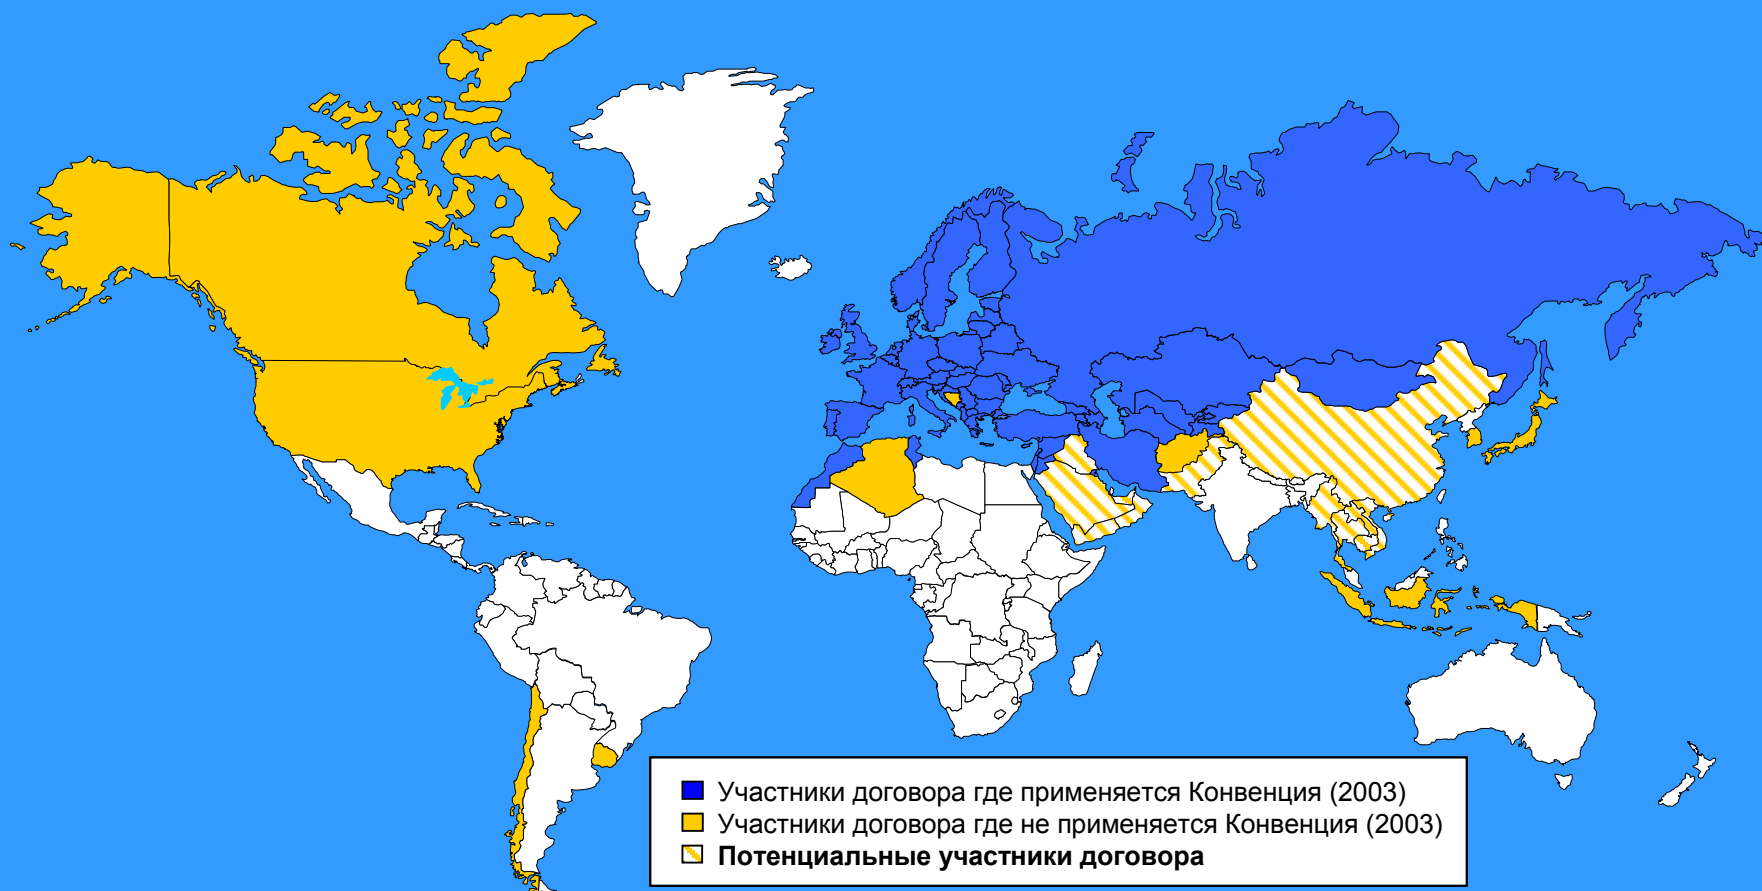 Участники договора где применяется Конвенция (2003)
Участники договора где не применяется Конвенция (2003)
Потенциальные участники договора